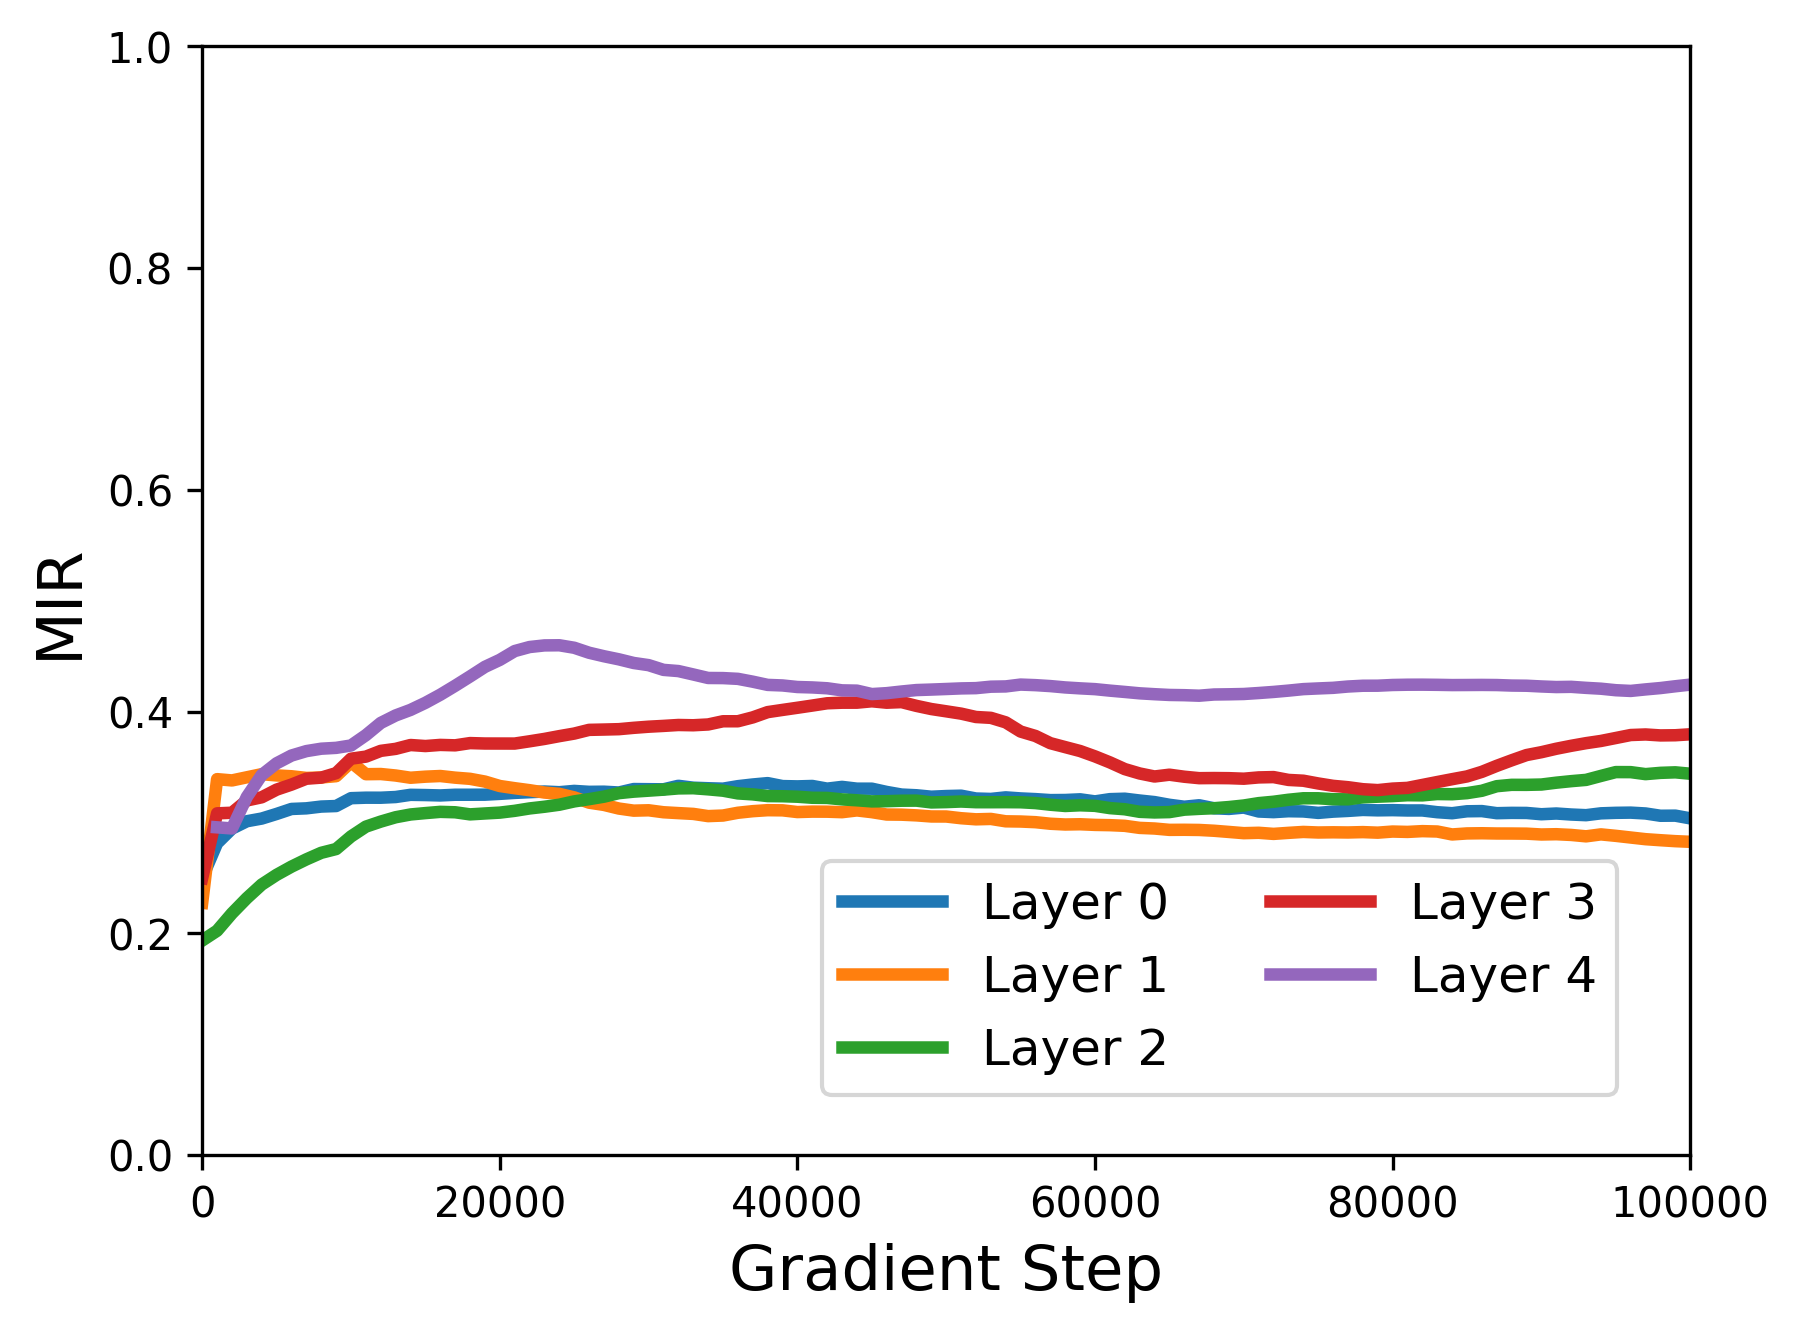 1.0
0.8
0.6
0.4
0.2
0.0
MIR
0 20000 40000 60000 80000 100000
Gradient Step
Layer 0
Layer 1
Layer 2
Layer 3
Layer 4